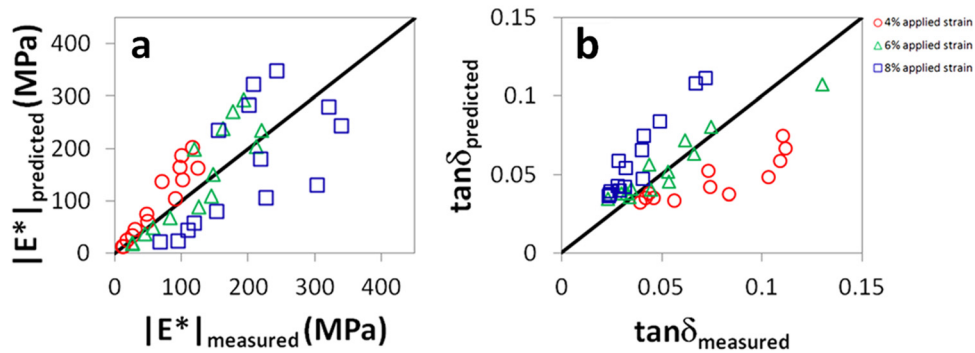 a
|E*|predicted (MPa)
400
300
200
100
0
0 100 200 300 400
|E*|measured (MPa)
b
tanδpredicted
0.15
0.1
0.05
0
0 0.05 0.1 0.15
tanδmeasured
4% applied strain
6% applied strain
8% applied strain